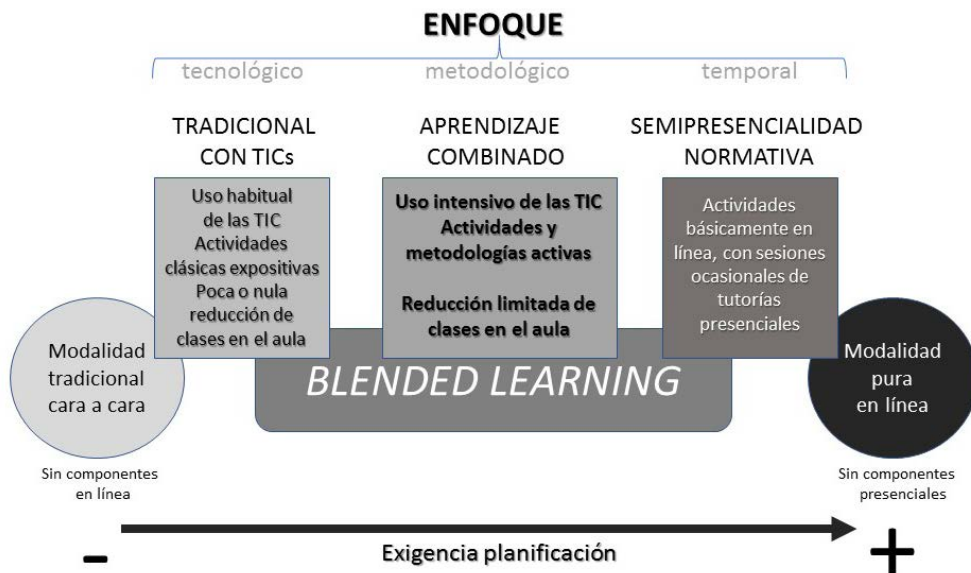 ENFOQUE
tecnológico
metodológico
temporal
TRADICIONAL
CON TICs
APRENDIZAJE
COMBINADO
SEMIPRESENCIALIDAD
NORMATIVA
Uso habitual
de las TIC
Actividades
clásicas expositivas
Poca o nula
reducción de
clases en el aula
Uso intensivo de las TIC
Actividades y
metodologías activas
Reducción limitada de
clases en el aula
Actividades
básicamente en
línea, con sesiones
ocasionales de
tutorías
presenciales
Modalidad
tradicional
cara a cara
BLENDED LEARNING
Modalidad
pura
en línea
Sin componentes
en línea
Sin componentes
presenciales
-
Exigencia planificación
+